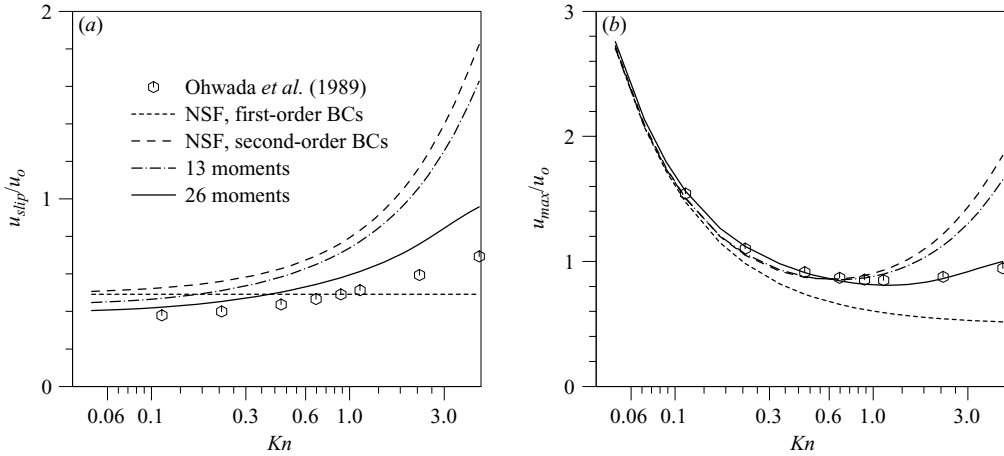 2
(a)
Ohwada et al. (1989)
NSF, first-order BCs
NSF, second-order BCs
13 moments
26 moments
1
0
u_slip/u_o
0.06 0.1 0.3 0.6 1.0 3.0
Kn
3
(b)
2
1
0
u_max/u_o
0.06 0.1 0.3 0.6 1.0 3.0
Kn